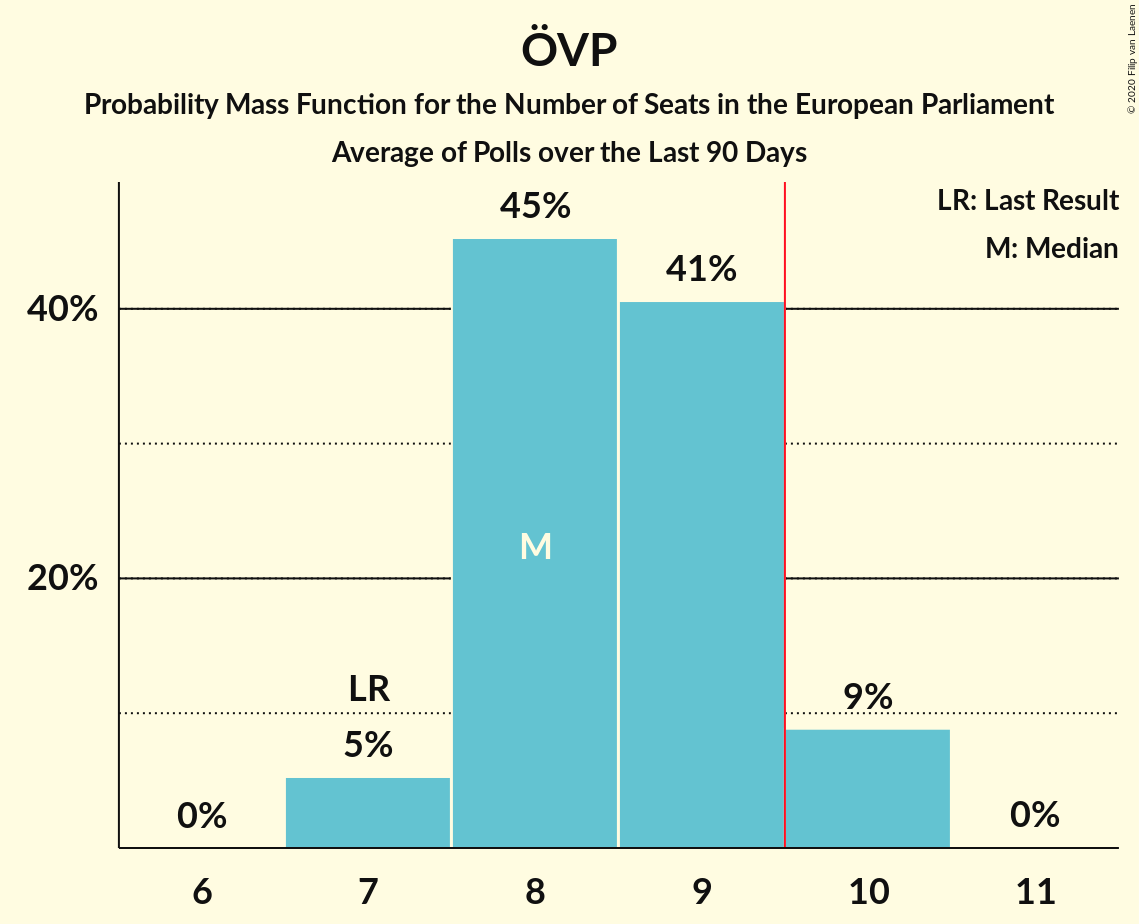 ÖVP
Probability Mass Function for the Number of Seats in the European Parliament
Average of Polls over the Last 90 Days
© 2020 Filip van Laenen
LR: Last Result
M: Median
45%
41%
40%
M
20%
LR
9%
5%
0%
0%
6
7
8
9
10
11